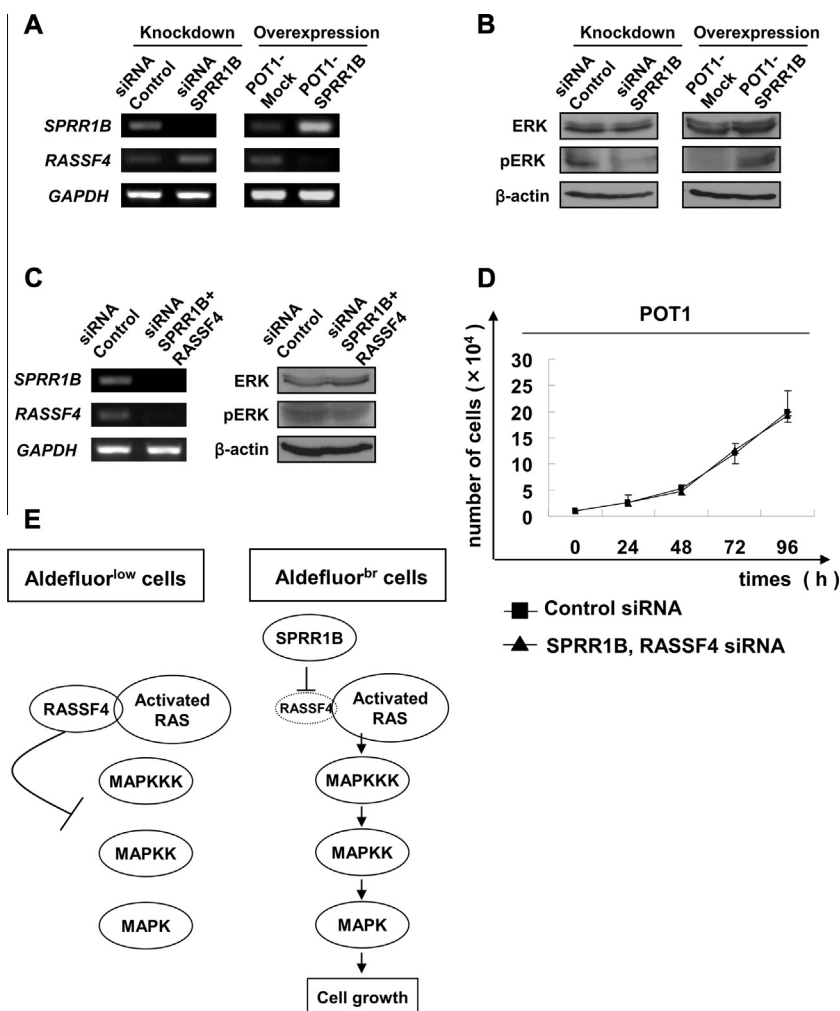 A
Knockdown Overexpression
siRNA Control
siRNA SPRR1B
POT1-Mock
POT1-SPRR1B
SPRR1B
RASSF4
GAPDH
B
Knockdown Overexpression
siRNA Control
siRNA SPRR1B
POT1-Mock
POT1-SPRR1B
ERK
pERK
β-actin
C
siRNA Control
siRNA SPRR1B+ RASSF4
SPRR1B
RASSF4
GAPDH
siRNA Control
siRNA SPRR1B+ RASSF4
ERK
pERK
β-actin
D
POT1
number of cells (×10⁴)
30
25
20
15
10
5
0
0 24 48 72 96
times (h)
Control siRNA
SPRR1B, RASSF4 siRNA
E
Aldefluorˡᵒʷ cells
Aldefluorᵇʳ cells
SPRR1B
RASSF4
Activated
RAS
MAPKKK
MAPKK
MAPK
RASSF4
Activated
RAS
MAPKKK
MAPKK
MAPK
Cell growth